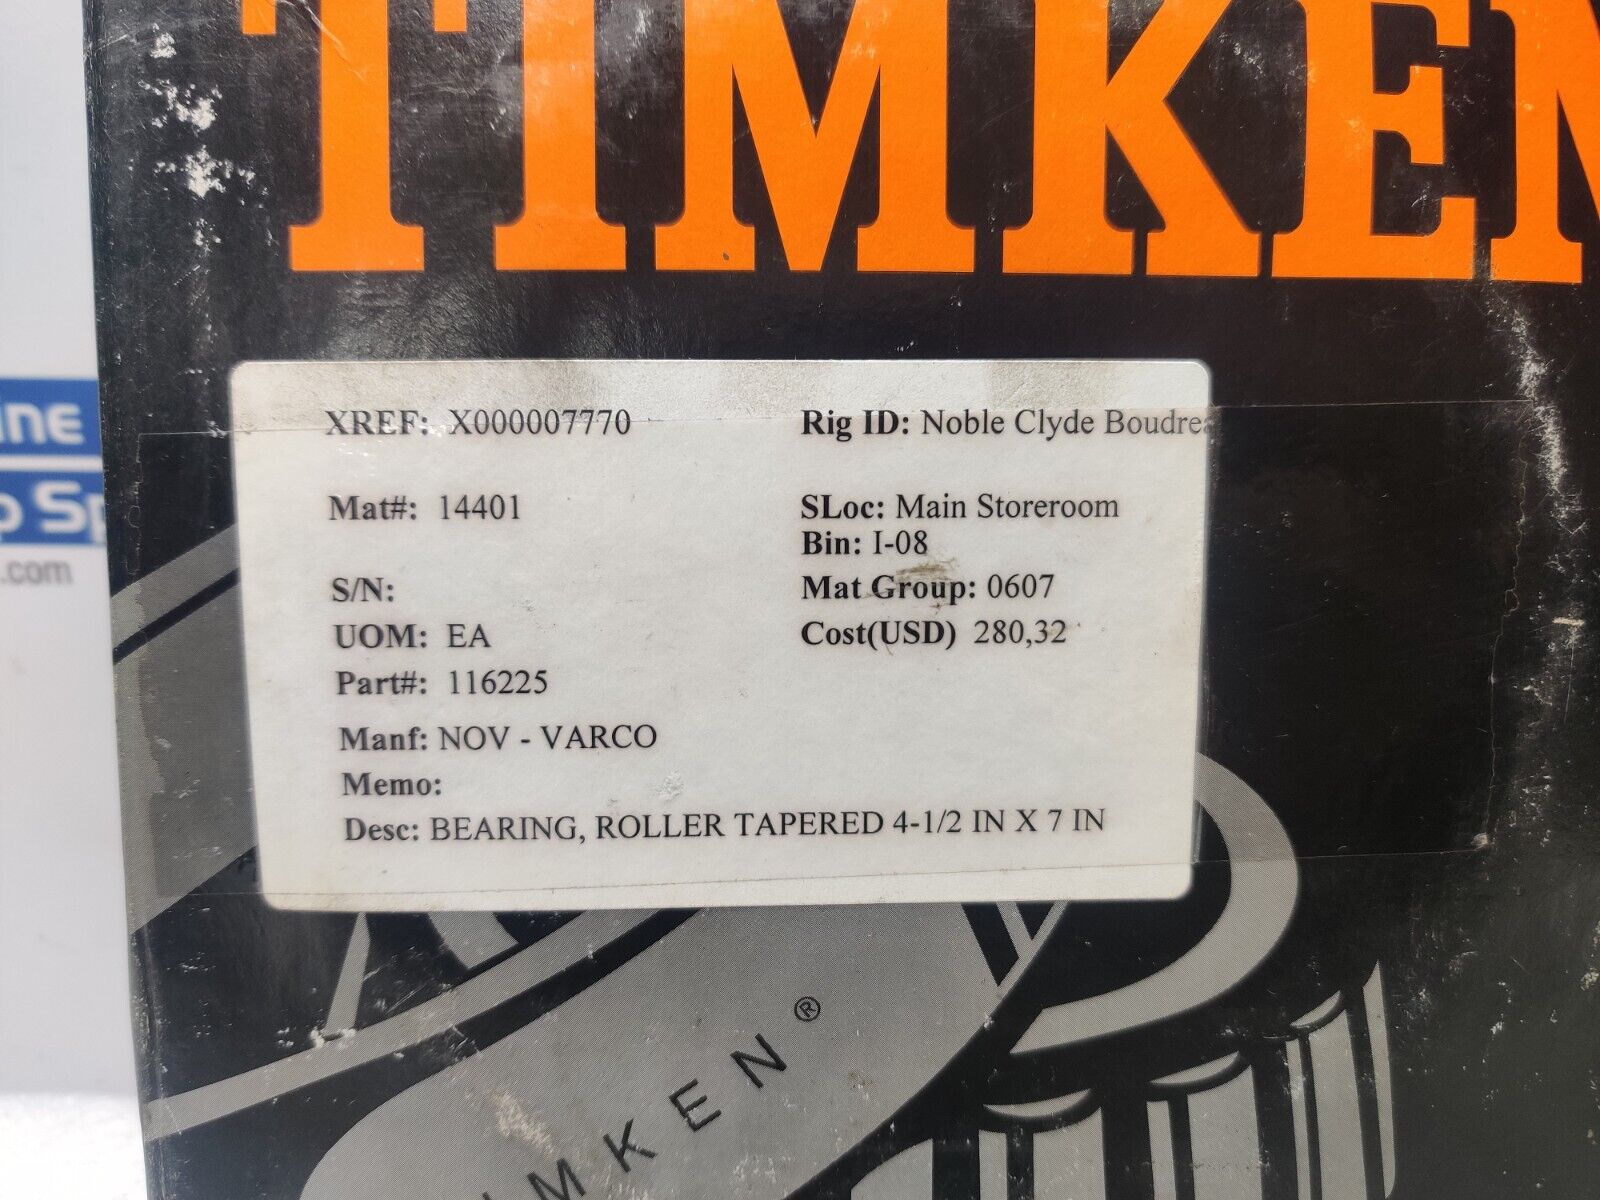 TIMKEN
XREF: X000007770 Rig ID: Noble Clyde
Mat#: 14401 SLoc: Main Storeroom
Bin: I-08
S/N: Mat Group: 0607
UOM: EA Cost(USD) 280,32
Part#: 116225
Manf: NOV - VARCO
Memo:
Desc: BEARING, ROLLER TAPERED 4-1/2 IN X 7 IN
TIMKEN®
.com